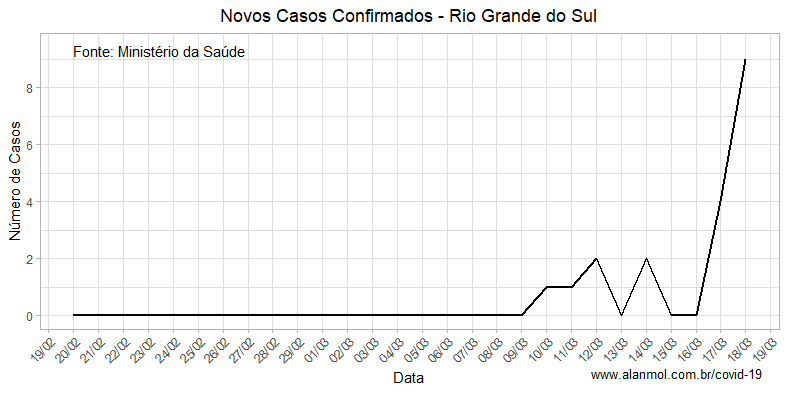 Novos Casos Confirmados - Rio Grande do Sul
Fonte: Ministério da Saúde
Número de Casos
8
6
4
2
0
19/02 20/02 21/02 22/02 23/02 24/02 25/02 26/02 27/02 28/02 29/02 01/03 02/03 03/03 04/03 05/03 06/03 07/03 08/03 09/03 10/03 11/03 12/03 13/03 14/03 15/03 16/03 17/03 18/03 19/03
Data
www.alanmol.com.br/covid-19